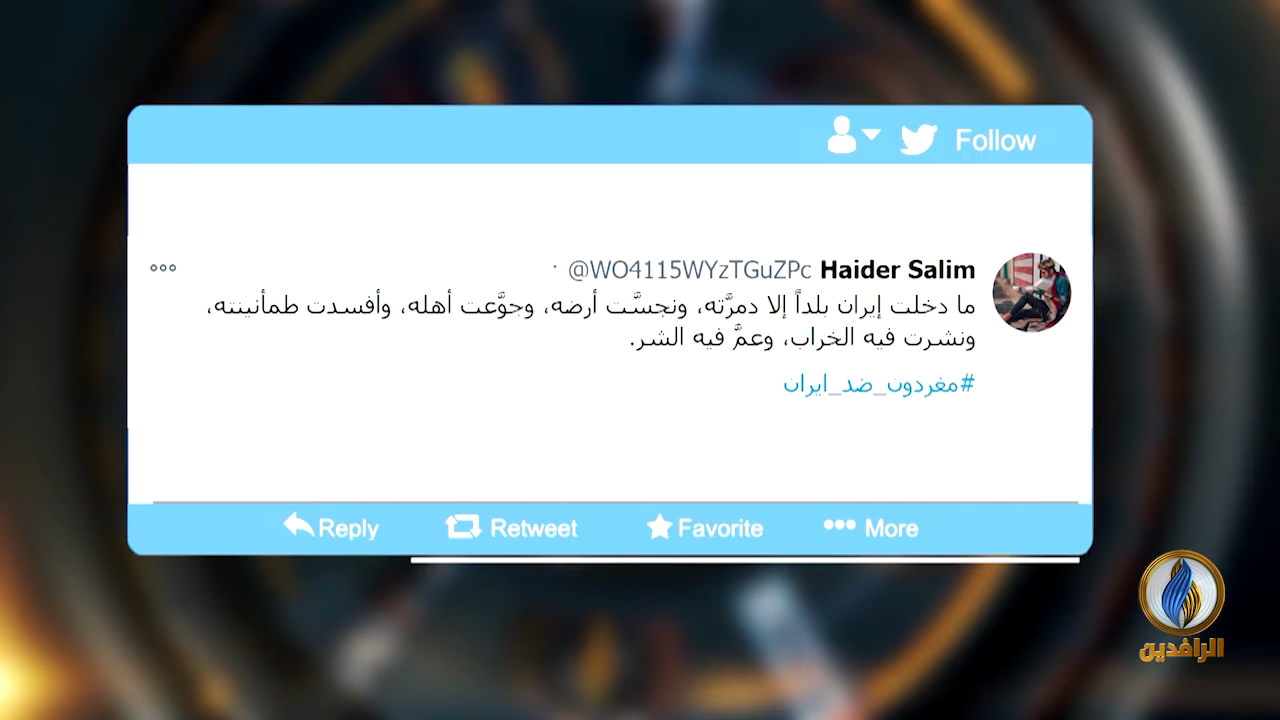 Follow
Haider Salim @WO4115WYzTGuZPc ·
ما دخلت إيران بلداً إلا دمرَّته، ونجسَّت أرضه، وجوَّعت أهله، وأفسدت طمأنينته،
ونشرت فيه الخراب، وعمَّ فيه الشر.
#مغردون_ضد_ايران
Reply Retweet Favorite More
الرافدين